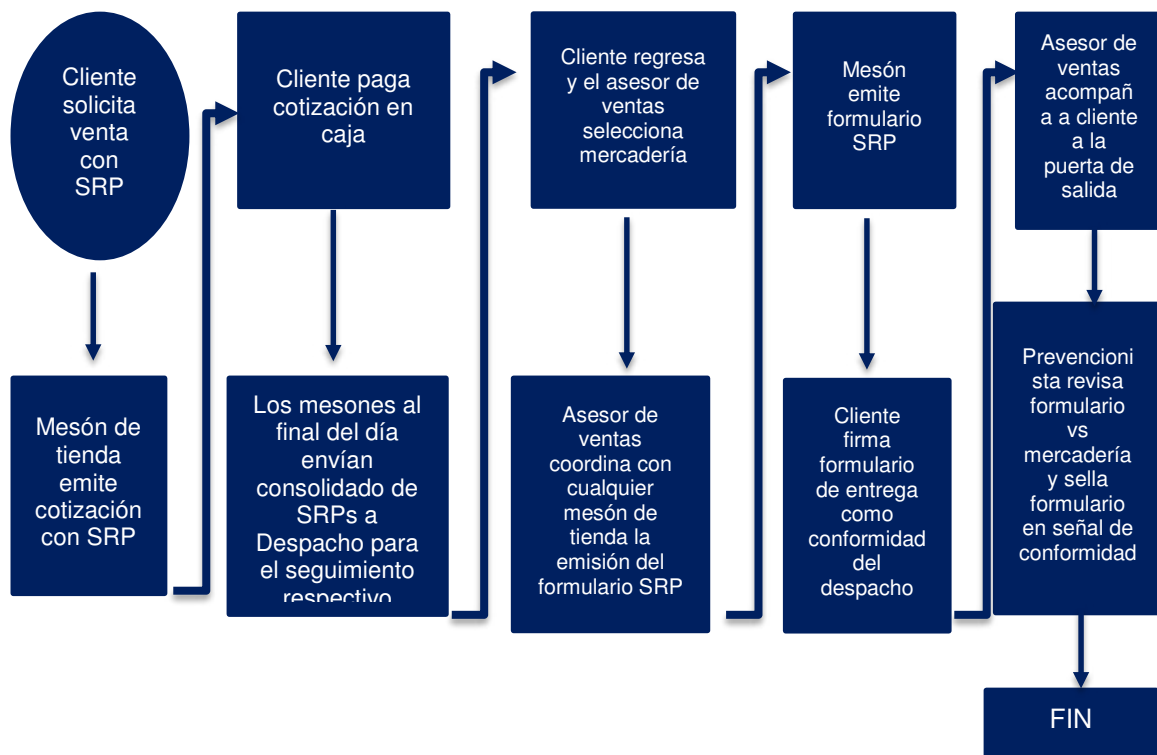 Cliente
solicita
venta
con
SRP
Mesón de
tienda
emite
cotización
con SRP
Cliente paga
cotización en
caja
Los mesones al
final del día
envían
consolidado de
SRPs a
Despacho para
el seguimiento
respectivo
Cliente regresa
y el asesor de
ventas
selecciona
mercadería
Asesor de
ventas
coordina con
cualquier
mesón de
tienda la
emisión del
formulario SRP
Mesón
emite
formulario
SRP
Cliente
firma
formulario
de entrega
como
conformidad
del
despacho
Asesor de
ventas
acompañ
a a cliente
a la
puerta de
salida
Prevencioni
sta revisa
formulario
vs
mercadería
y sella
formulario
en señal de
conformidad
FIN